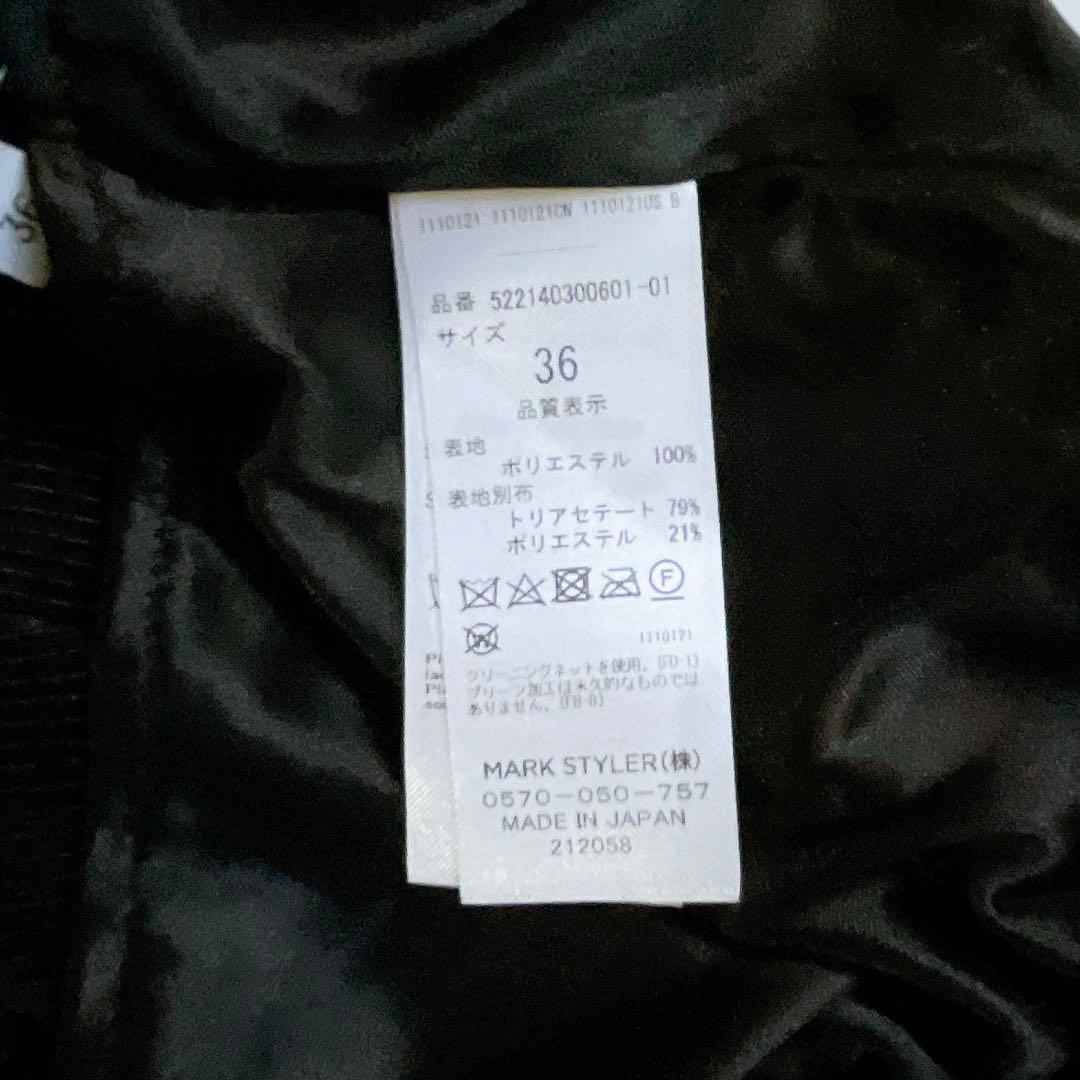 1110121 1110121CN 1110121US B
品番 522140300601-01
サイズ
36
品質表示
表地
ポリエステル 100%
表地別布
トリアセテート 79%
ポリエステル 21%
F
W
1110121
クリーニングネットを使用。(FD-1)
プリーツ加工は永久的なものでは
ありません。(FB-8)
MARK STYLER(株)
0570-050-757
MADE IN JAPAN
212058